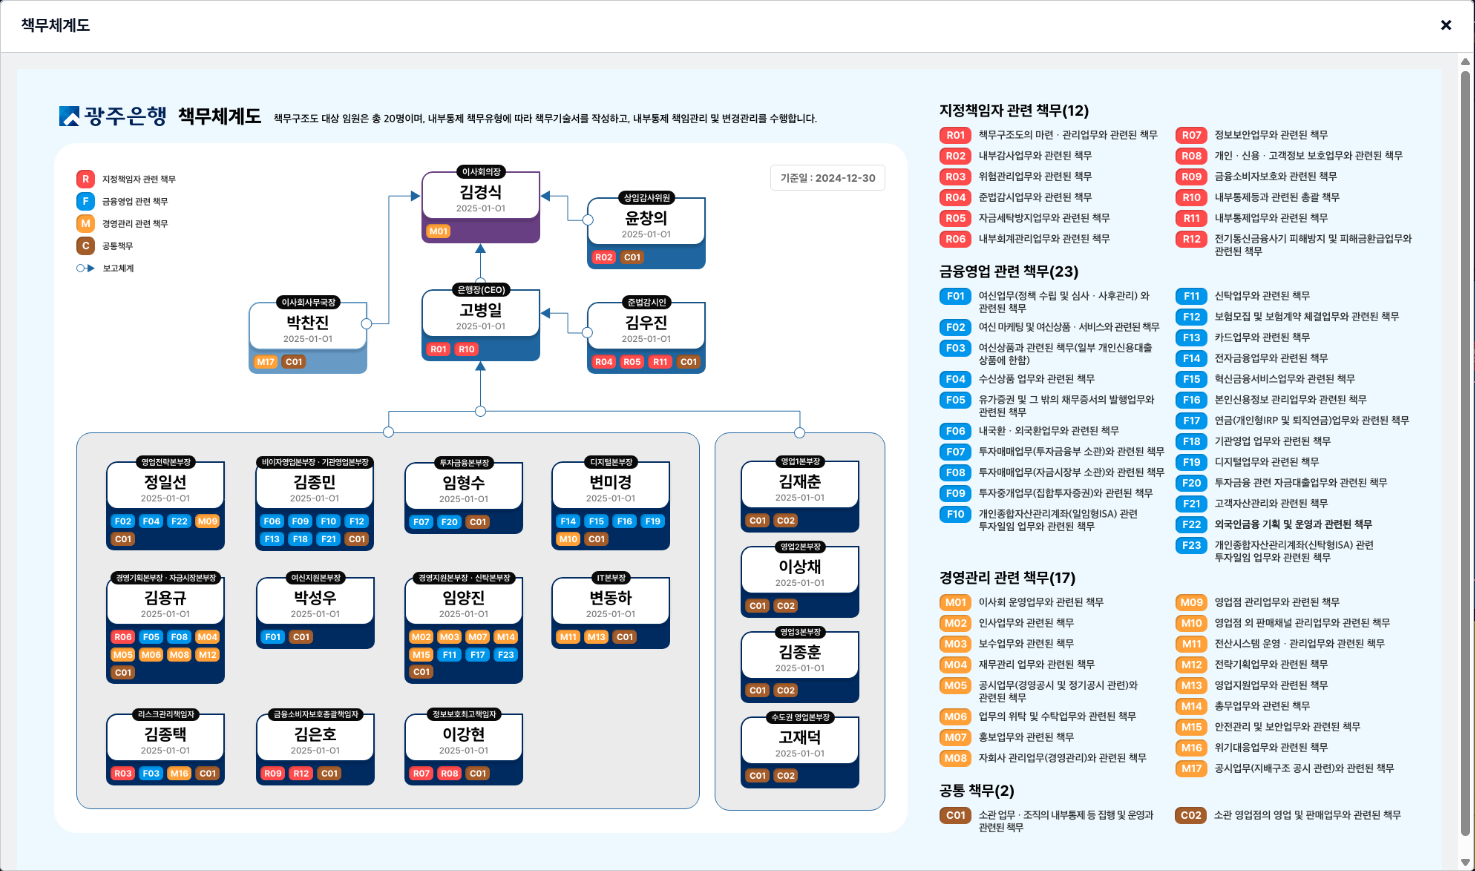 책무체계도
광주은행 책무체계도 책무구조도 대상 임원은 총 20명이며, 내부통제 책무유형에 따라 책무기술서를 작성하고, 내부통제 책임관리 및 변경관리를 수행합니다.
R 지정책임자 관련 책무
F 금융영업 관련 책무
M 경영관리 관련 책무
C 공통책무
보고체계
기준일 : 2024-12-30
이사회의장
김경식
2025-01-01
M01
상임감사위원
윤창의
2025-01-01
R02 C01
이사회사무국장
박찬진
2025-01-01
M17 C01
은행장(CEO)
고병일
2025-01-01
R01 R10
준법감시인
김우진
2025-01-01
R04 R05 R11 C01
영업전략본부장
정일선
2025-01-01
F02 F04 F22 M09
C01
비이자영업본부장 · 기관영업본부장
김종민
2025-01-01
F06 F09 F10 F12
F13 F18 F21 C01
투자금융본부장
임형수
2025-01-01
F07 F20 C01
디지털본부장
변미경
2025-01-01
F14 F15 F16 F19
M10 C01
경영기획본부장 · 자금시장본부장
김용규
2025-01-01
R06 F05 F08 M04
M05 M06 M08 M12
C01
여신지원본부장
박성우
2025-01-01
F01 C01
경영지원본부장 · 신탁본부장
임양진
2025-01-01
M02 M03 M07 M14
M15 F11 F17 F23
C01
IT본부장
변동하
2025-01-01
M11 M13 C01
리스크관리책임자
김종택
2025-01-01
R03 F03 M16 C01
금융소비자보호총괄책임자
김은호
2025-01-01
R09 R12 C01
정보보호최고책임자
이강현
2025-01-01
R07 R08 C01
영업1본부장
김재춘
2025-01-01
C01 C02
영업2본부장
이상채
2025-01-01
C01 C02
영업3본부장
김종훈
2025-01-01
C01 C02
수도권 영업본부장
고재덕
2025-01-01
C01 C02
지정책임자 관련 책무(12)
R01 책무구조도의 마련 · 관리업무와 관련된 책무
R02 내부감사업무와 관련된 책무
R03 위험관리업무와 관련된 책무
R04 준법감시업무와 관련된 책무
R05 자금세탁방지업무와 관련된 책무
R06 내부회계관리업무와 관련된 책무
R07 정보보안업무와 관련된 책무
R08 개인 · 신용 · 고객정보 보호업무와 관련된 책무
R09 금융소비자보호와 관련된 책무
R10 내부통제등과 관련된 총괄 책무
R11 내부통제업무와 관련된 책무
R12 전기통신금융사기 피해방지 및 피해금환급업무와
관련된 책무
금융영업 관련 책무(23)
F01 여신업무(정책 수립 및 심사 · 사후관리) 와
관련된 책무
F02 여신 마케팅 및 여신상품 · 서비스와 관련된 책무
F03 여신상품과 관련된 책무(일부 개인신용대출
상품에 한함)
F04 수신상품 업무와 관련된 책무
F05 유가증권 및 그 밖의 채무증서의 발행업무와
관련된 책무
F06 내국환 · 외국환업무와 관련된 책무
F07 투자매매업무(투자금융부 소관)와 관련된 책무
F08 투자매매업무(자금시장부 소관)와 관련된 책무
F09 투자중개업무(집합투자증권)와 관련된 책무
F10 개인종합자산관리계좌(일임형ISA) 관련
투자일임 업무와 관련된 책무
F11 신탁업무와 관련된 책무
F12 보험모집 및 보험계약 체결업무와 관련된 책무
F13 카드업무와 관련된 책무
F14 전자금융업무와 관련된 책무
F15 혁신금융서비스업무와 관련된 책무
F16 본인신용정보 관리업무와 관련된 책무
F17 연금(개인형IRP 및 퇴직연금)업무와 관련된 책무
F18 기관영업 업무와 관련된 책무
F19 디지털업무와 관련된 책무
F20 투자금융 관련 자금대출업무와 관련된 책무
F21 고객자산관리와 관련된 책무
F22 외국인금융 기획 및 운영과 관련된 책무
F23 개인종합자산관리계좌(신탁형ISA) 관련
투자일임 업무와 관련된 책무
경영관리 관련 책무(17)
M01 이사회 운영업무와 관련된 책무
M02 인사업무와 관련된 책무
M03 보수업무와 관련된 책무
M04 재무관리 업무와 관련된 책무
M05 공시업무(경영공시 및 정기공시 관련)와
관련된 책무
M06 업무의 위탁 및 수탁업무와 관련된 책무
M07 홍보업무와 관련된 책무
M08 자회사 관리업무(경영관리)와 관련된 책무
M09 영업점 관리업무와 관련된 책무
M10 영업점 외 판매채널 관리업무와 관련된 책무
M11 전산시스템 운영 · 관리업무와 관련된 책무
M12 전략기획업무와 관련된 책무
M13 영업지원업무와 관련된 책무
M14 총무업무와 관련된 책무
M15 안전관리 및 보안업무와 관련된 책무
M16 위기대응업무와 관련된 책무
M17 공시업무(지배구조 공시 관련)와 관련된 책무
공통 책무(2)
C01 소관 업무 · 조직의 내부통제 등 집행 및 운영과
관련된 책무
C02 소관 영업점의 영업 및 판매업무와 관련된 책무